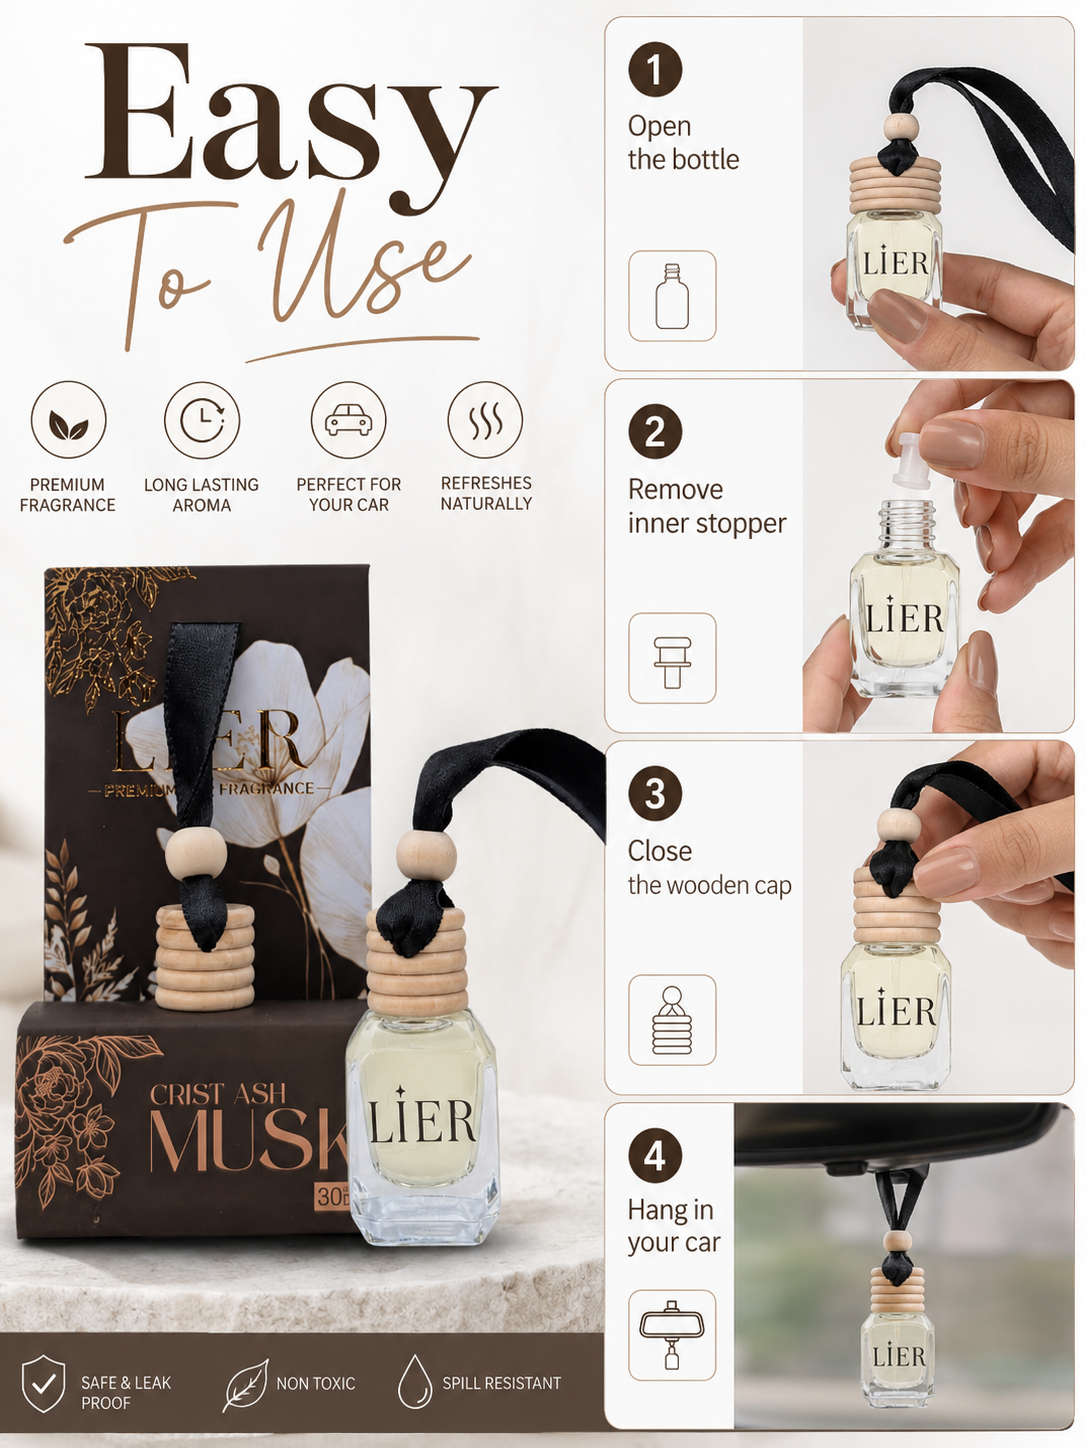 Easy
To Use
PREMIUM
FRAGRANCE
LONG LASTING
AROMA
PERFECT FOR
YOUR CAR
REFRESHES
NATURALLY
LIER
PREMIUM FRAGRANCE
CRIST ASH
MUSK
30
LIER
SAFE & LEAK
PROOF
NON TOXIC
SPILL RESISTANT
1
Open
the bottle
LIER
2
Remove
inner stopper
LIER
3
Close
the wooden cap
LIER
4
Hang in
your car
LIER